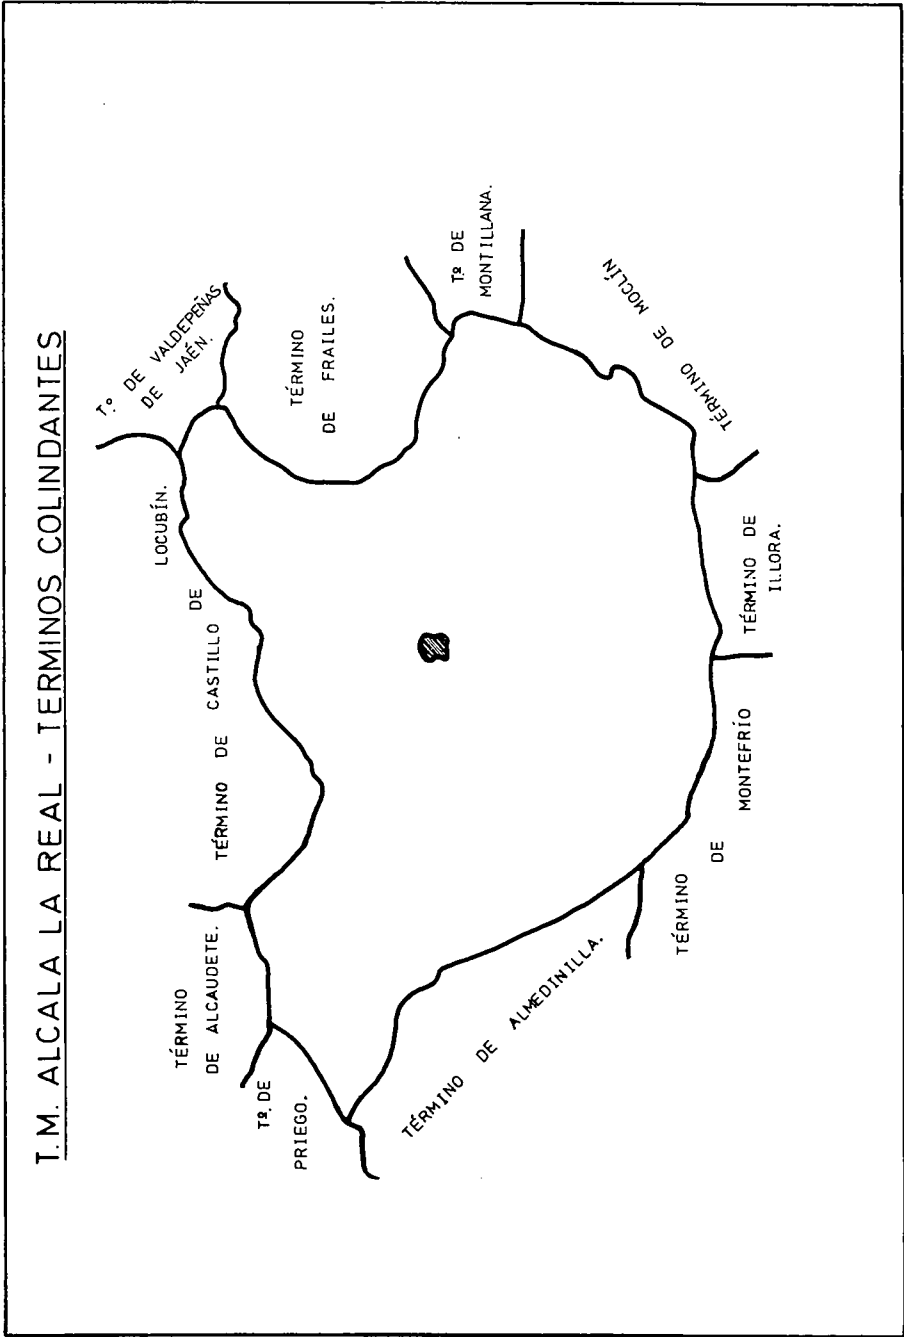 T.M. ALCALA LA REAL - TERMINOS COLINDANTES
Tº. DE VALDEPEÑAS
DE JAÉN.
TÉRMINO DE CASTILLO DE LOCUBÍN.
TÉRMINO
DE ALCAUDETE.
Tº. DE
PRIEGO.
TÉRMINO
DE FRAILES.
Tº DE
MONTILLANA.
TÉRMINO DE MOCLÍN
TÉRMINO DE
ILLORA.
TÉRMINO DE MONTEFRÍO
TÉRMINO DE ALMEDINILLA.